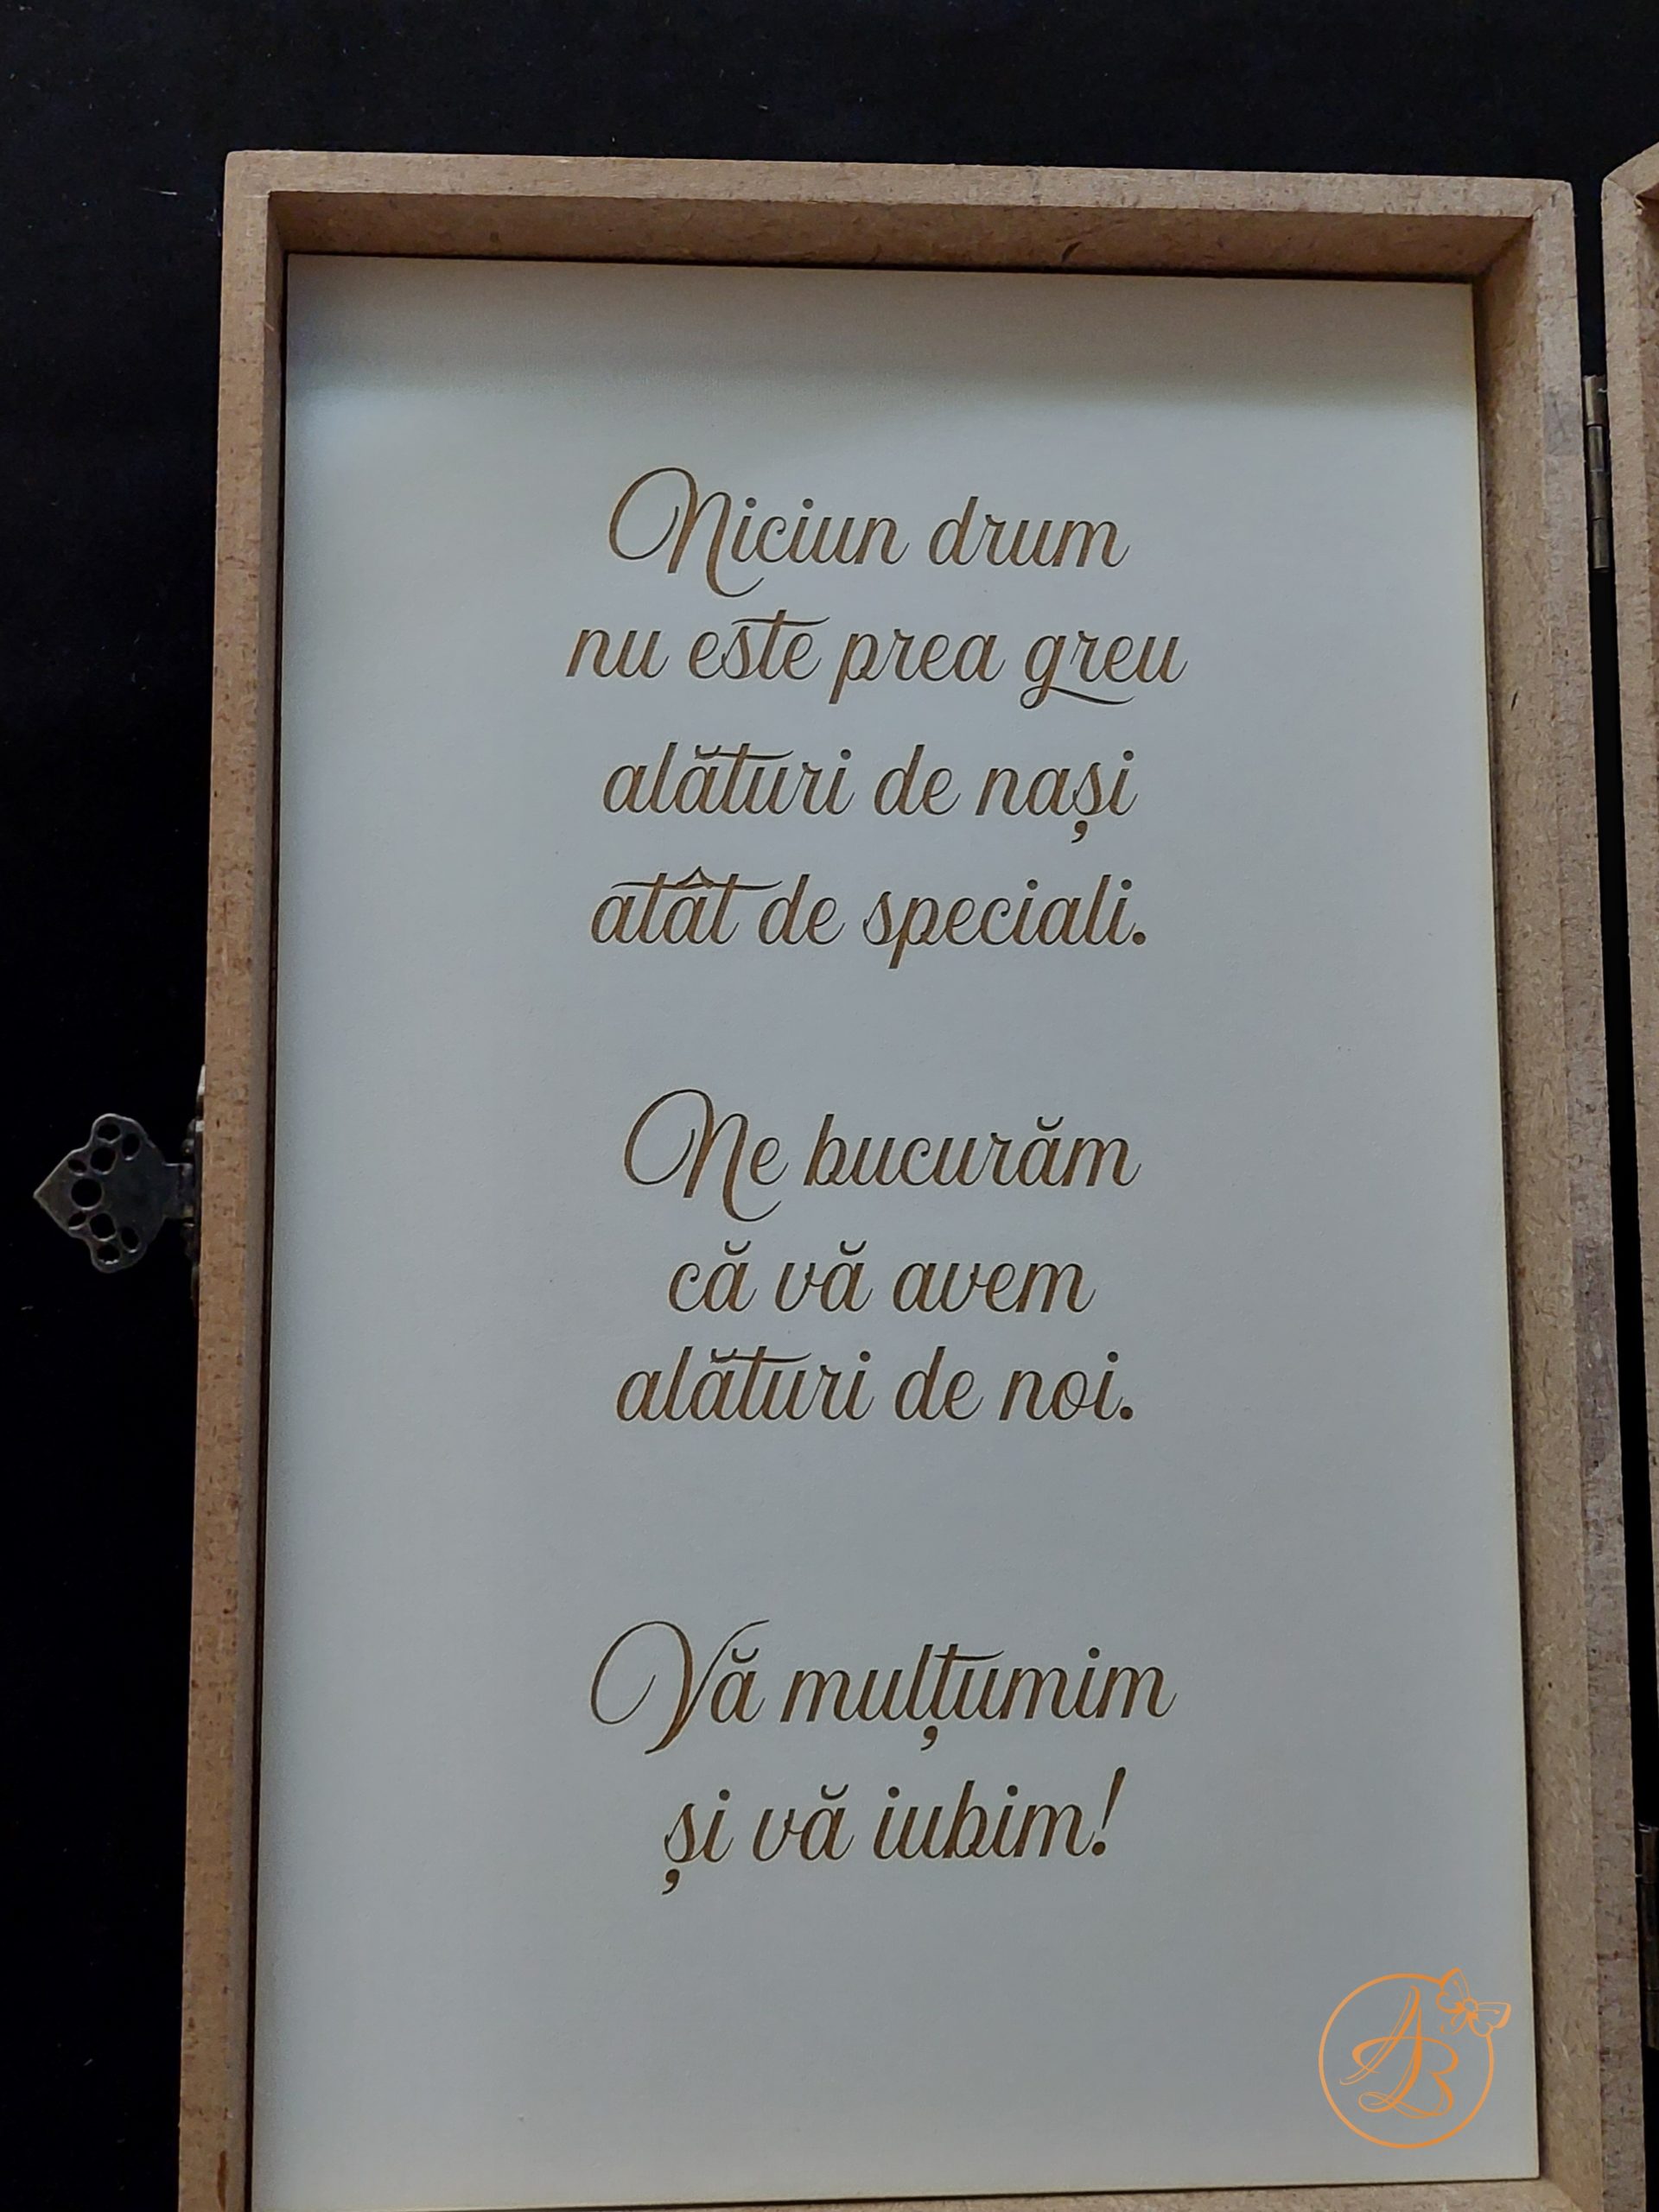 Niciun drum
nu este prea greu
alături de nași
atât de speciali.
Ne bucurăm
că vă avem
alături de noi.
Vă mulțumim
și vă iubim!
AB